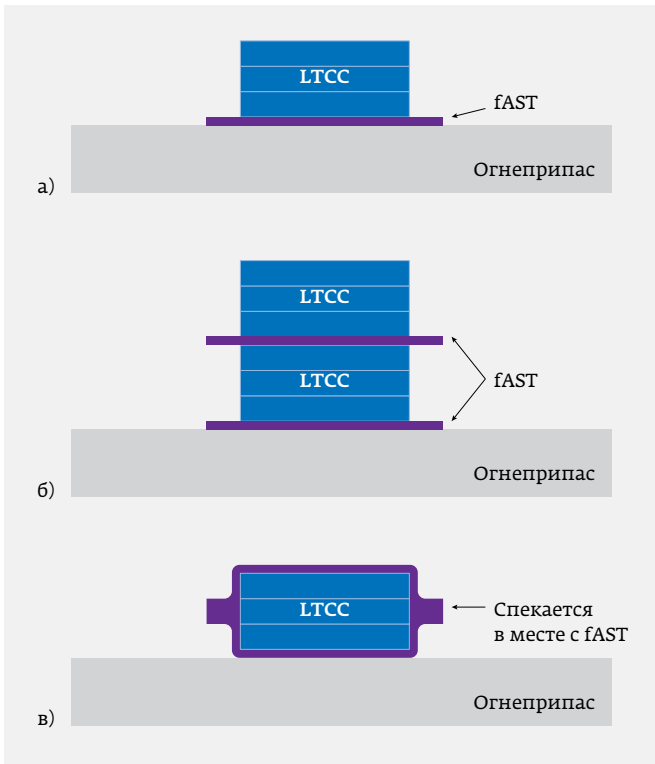 LTCC
fAST
Огнеприпас
а)
LTCC
LTCC
fAST
Огнеприпас
б)
LTCC
Спекается
в месте с fAST
Огнеприпас
в)